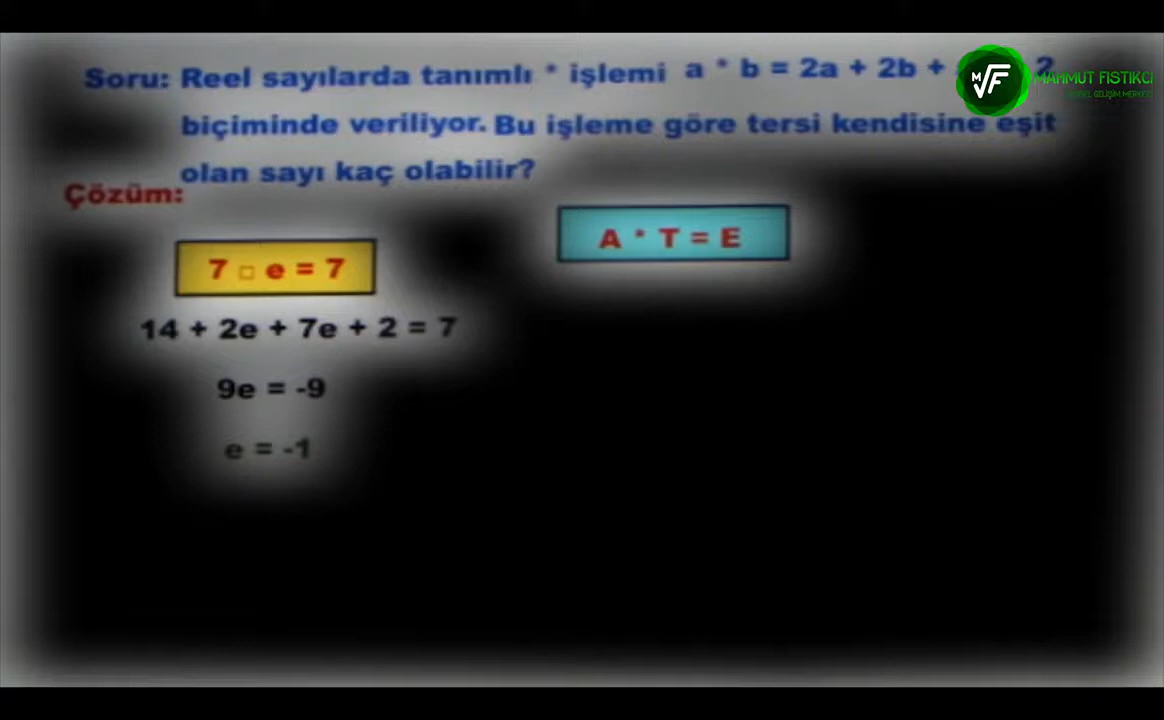 Soru: Reel sayılarda tanımlı * işlemi a * b = 2a + 2b + 2
MAHMUT FISTIKCI
biçiminde veriliyor. Bu işleme göre tersi kendisine eşit
olan sayı kaç olabilir?
Çözüm:
A * T = E
7 □ e = 7
14 + 2e + 7e + 2 = 7
9e = -9
e = -1